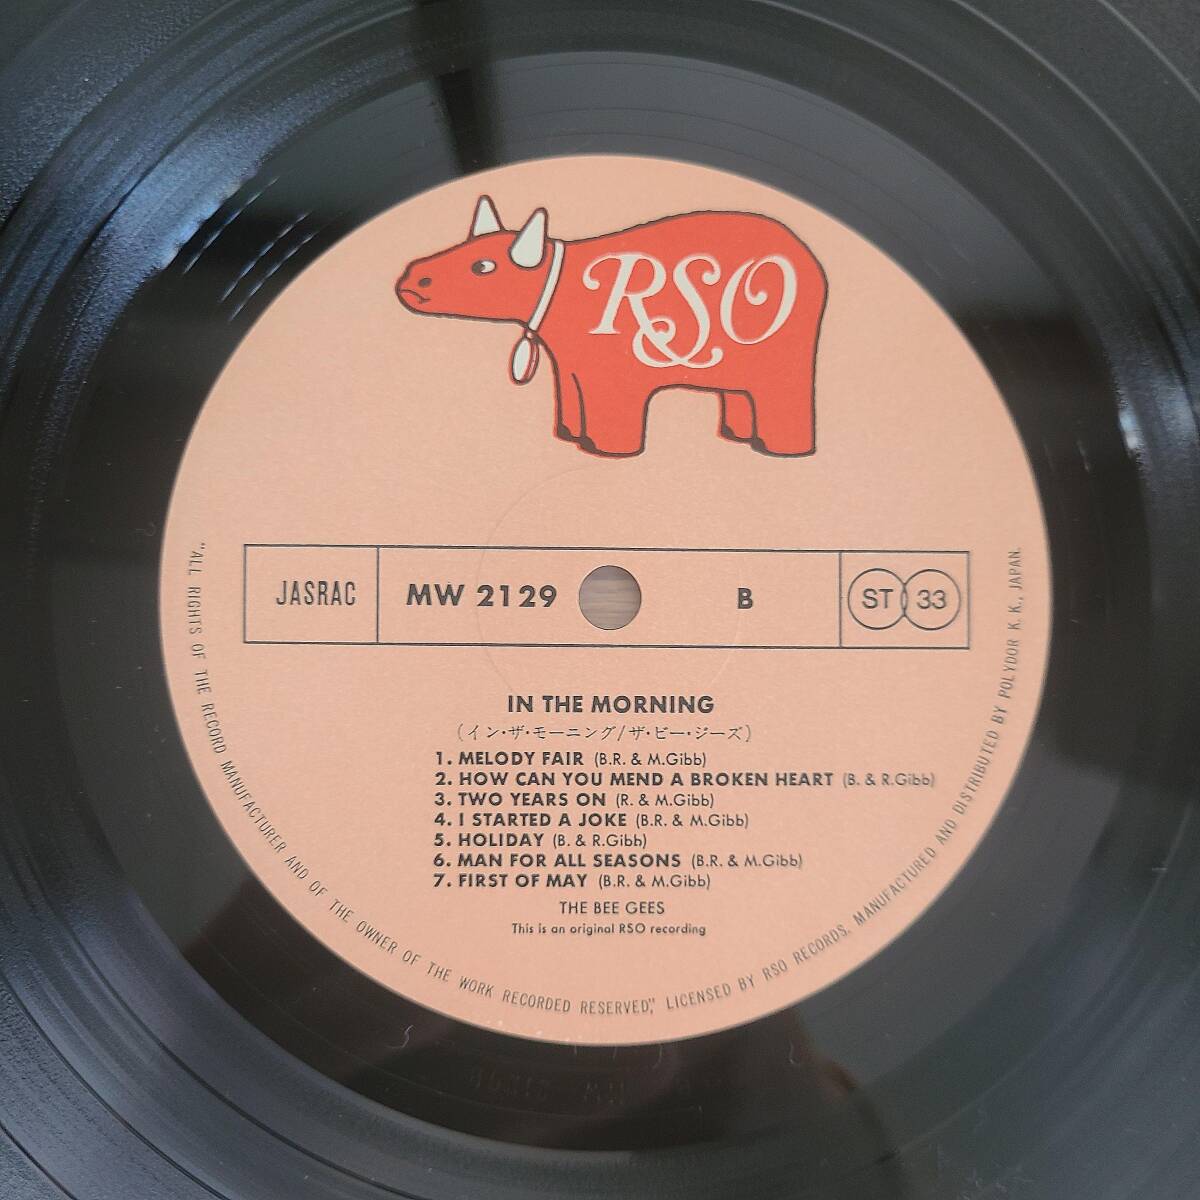 RSO
JASRAC MW 2129 B ST 33
IN THE MORNING
(イン・ザ・モーニング/ザ・ビー・ジーズ)
1. MELODY FAIR (B.R. & M.Gibb)
2. HOW CAN YOU MEND A BROKEN HEART (B. & R.Gibb)
3. TWO YEARS ON (R. & M.Gibb)
4. I STARTED A JOKE (B.R. & M.Gibb)
5. HOLIDAY (B. & R.Gibb)
6. MAN FOR ALL SEASONS (B.R. & M.Gibb)
7. FIRST OF MAY (B.R. & M.Gibb)
THE BEE GEES
This is an original RSO recording
"ALL RIGHTS OF THE RECORD MANUFACTURER AND OF THE OWNER OF THE WORK RECORDED RESERVED," LICENSED BY RSO RECORDS. MANUFACTURED AND DISTRIBUTED BY POLYDOR K.K., JAPAN.